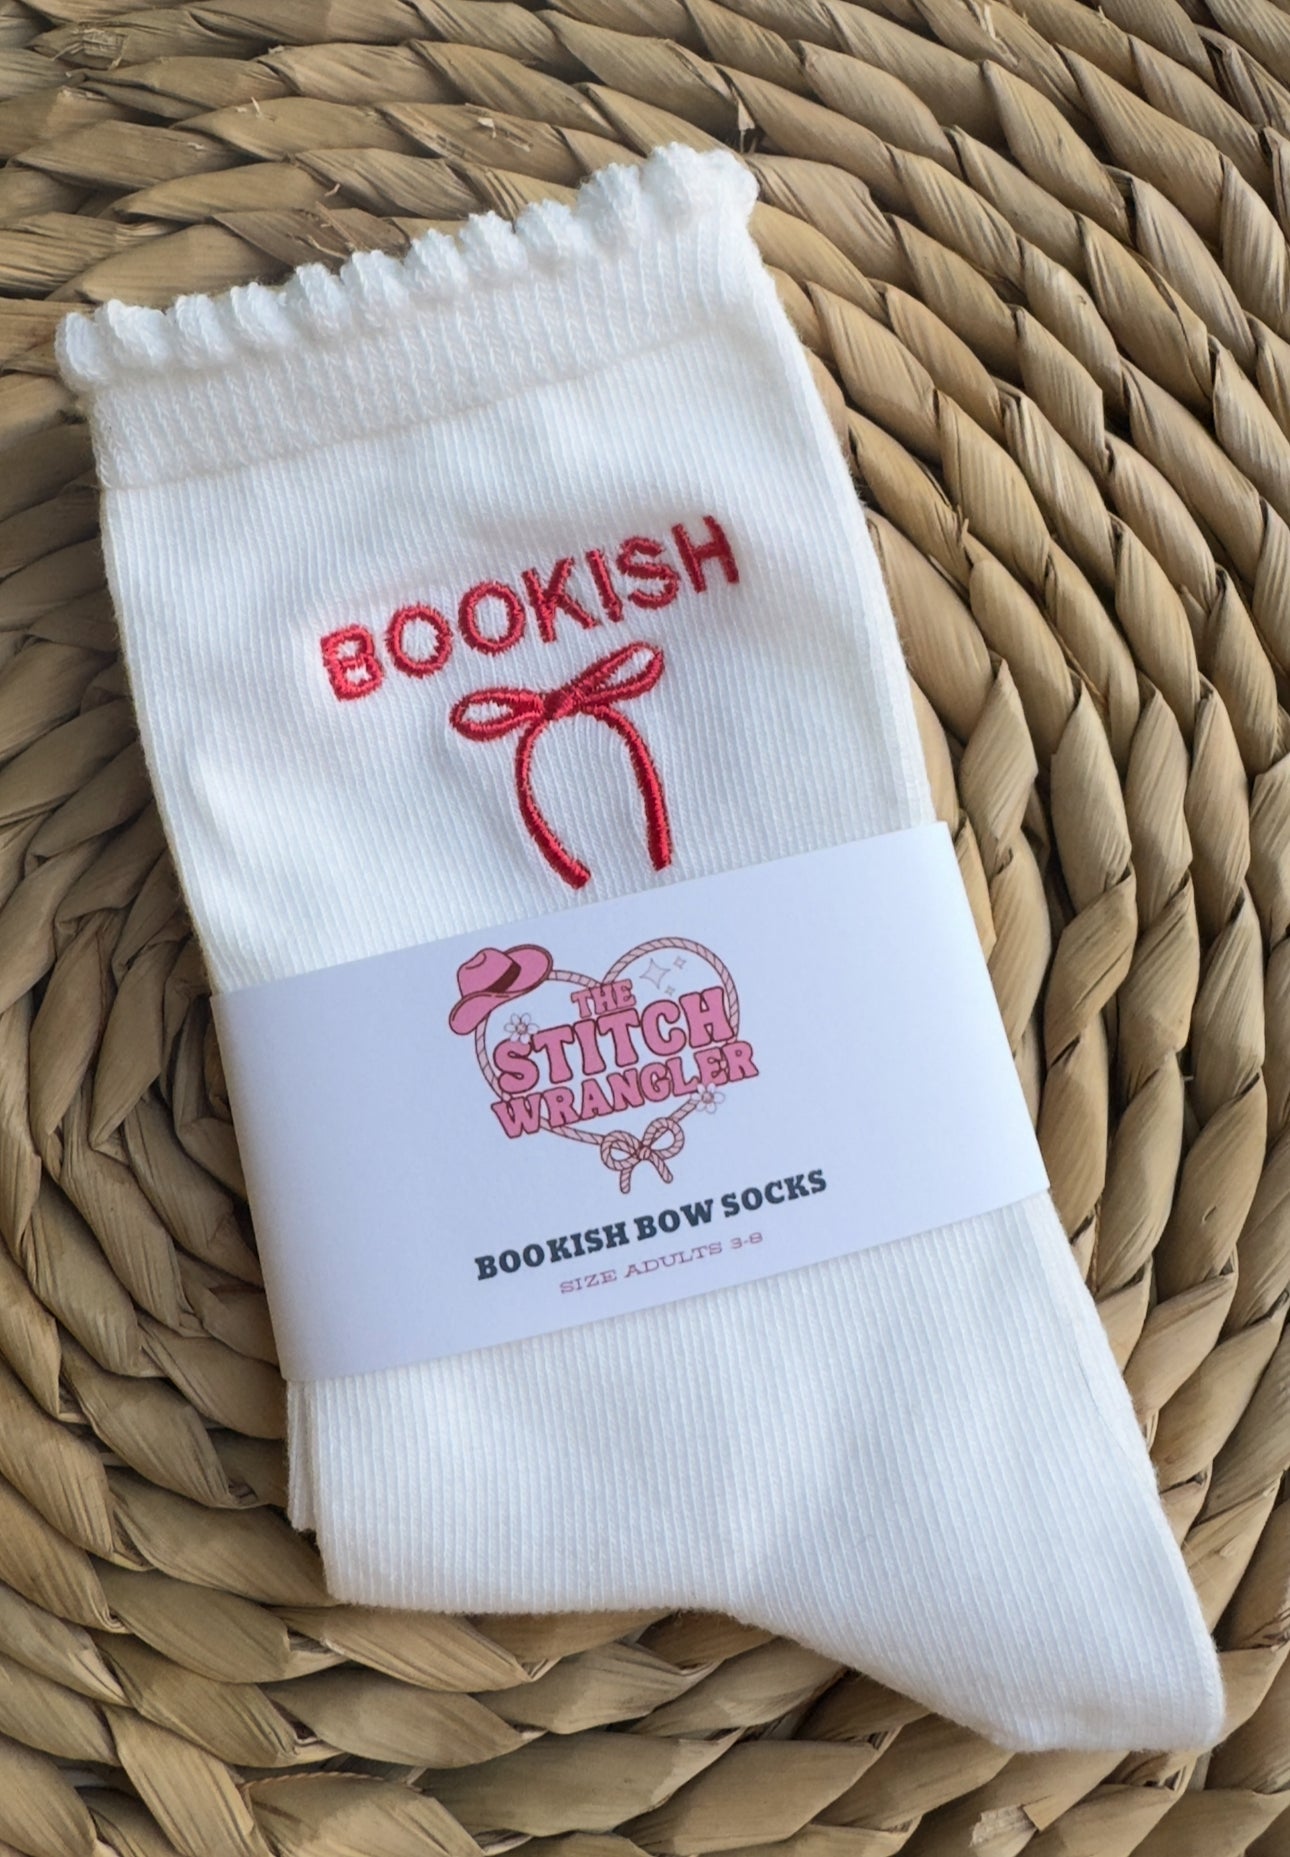 BOOKISH
THE
STITCH
WRANGLER
BOOKISH BOW SOCKS
SIZE ADULTS 3-8